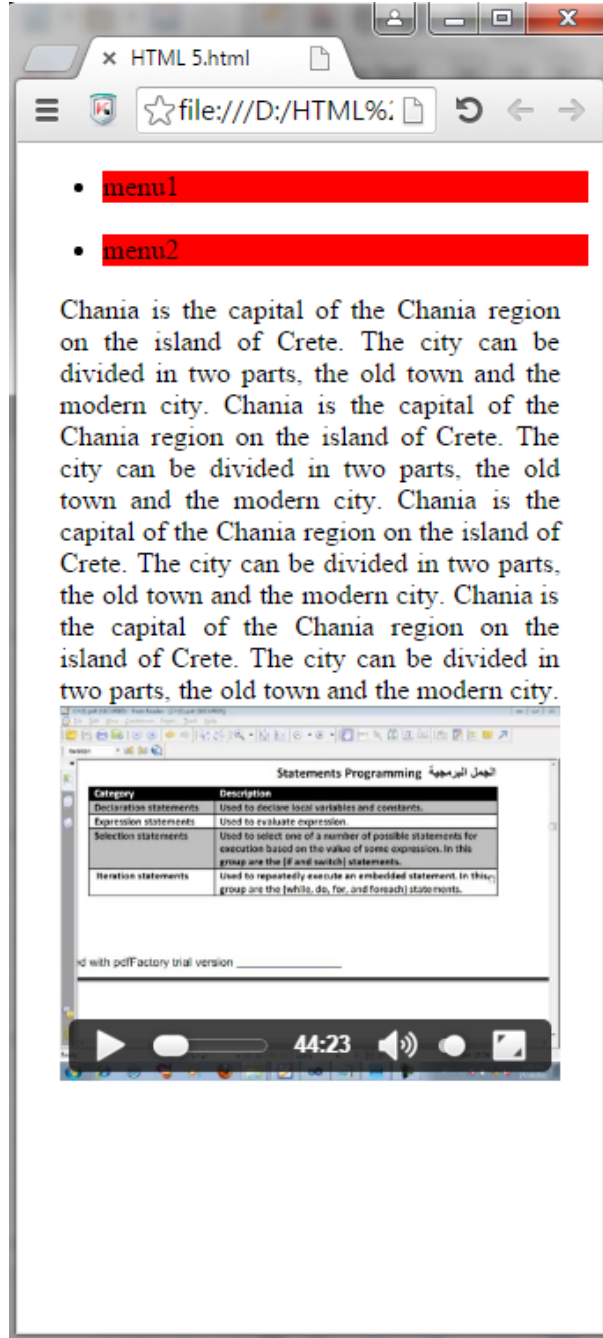 HTML 5.html
file:///D:/HTML%
menu1
menu2
Chania is the capital of the Chania region
on the island of Crete. The city can be
divided in two parts, the old town and the
modern city. Chania is the capital of the
Chania region on the island of Crete. The
city can be divided in two parts, the old
town and the modern city. Chania is the
capital of the Chania region on the island of
Crete. The city can be divided in two parts,
the old town and the modern city. Chania is
the capital of the Chania region on the
island of Crete. The city can be divided in
two parts, the old town and the modern city.
Statements Programming الجمل البرمجية
Category Description
Declaration statements Used to declare local variables and constants.
Expression statements Used to evaluate expression.
Selection statements Used to select one of a number of possible statements for
execution based on the value of some expression. In this
group are the (if and switch) statements.
Iteration statements Used to repeatedly execute an embedded statement. In this
group are the (while, do, for, and foreach) statements.
d with pdfFactory trial version
44:23